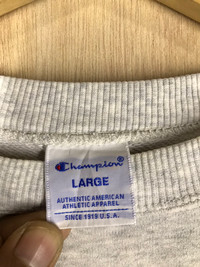 Champion®
LARGE
AUTHENTIC AMERICAN
ATHLETIC APPAREL
SINCE 1919 U.S.A.